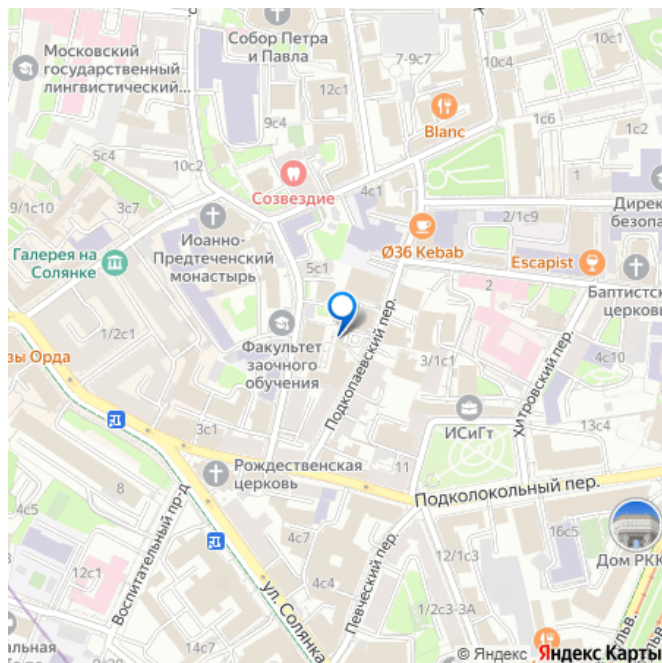 Собор Петра
и Павла
10с1
7-9с7
Московский
государственный
лингвистический...
12с1
9с4
Blanc
1с6
1с2
5с4
10с2
Созвездие
4с1
1
9/1с10
3с7
Иоанно-
Предтеченский
монастырь
2/1с9
Дирек
безопа
Галерея на
Солянке
Ø36 Kebab
Escapist
5с1
2
Баптистск
церковь
1/2с1
зы Орда
Факультет
заочного
обучения
Подкопаевский пер.
3/1с1
4с10
Хитровский пер.
ИСиГт
13с4
3с1
Рождественская
церковь
11
Подколокольный пер.
8
Воспитательный пр-д
4с7
Певческий пер.
12/1с3
16с5
Дом РКК
12с1
ул. Солянка
4с4
1/2с3-3А
14с7
альная
© Яндекс Яндекс Карты